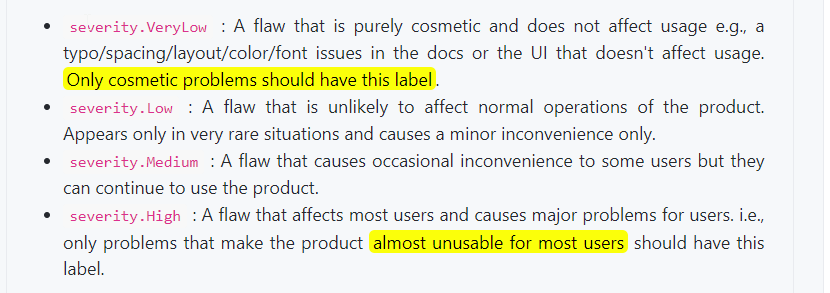 severity.VeryLow : A flaw that is purely cosmetic and does not affect usage e.g., a
typo/spacing/layout/color/font issues in the docs or the UI that doesn't affect usage.
Only cosmetic problems should have this label.
severity.Low : A flaw that is unlikely to affect normal operations of the product.
Appears only in very rare situations and causes a minor inconvenience only.
severity.Medium : A flaw that causes occasional inconvenience to some users but they
can continue to use the product.
severity.High : A flaw that affects most users and causes major problems for users. i.e.,
only problems that make the product almost unusable for most users should have this
label.